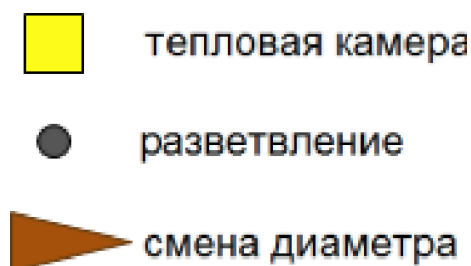 тепловая камера
разветвление
смена диаметра